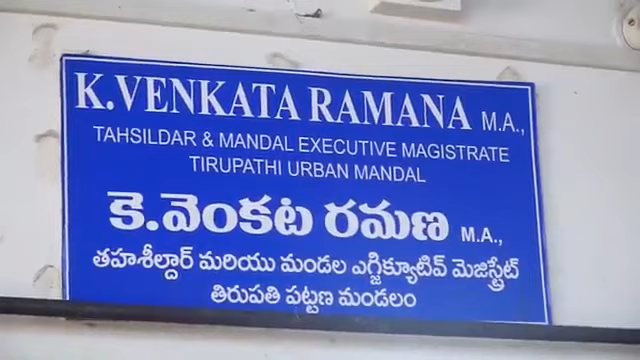 K.VENKATA RAMANA M.A.,
TAHSILDAR & MANDAL EXECUTIVE MAGISTRATE
TIRUPATHI URBAN MANDAL
కె.వెంకట రమణ M.A.,
తహశీల్దార్ మరియు మండల ఎగ్జిక్యూటివ్ మెజిస్ట్రేట్
తిరుపతి పట్టణ మండలం